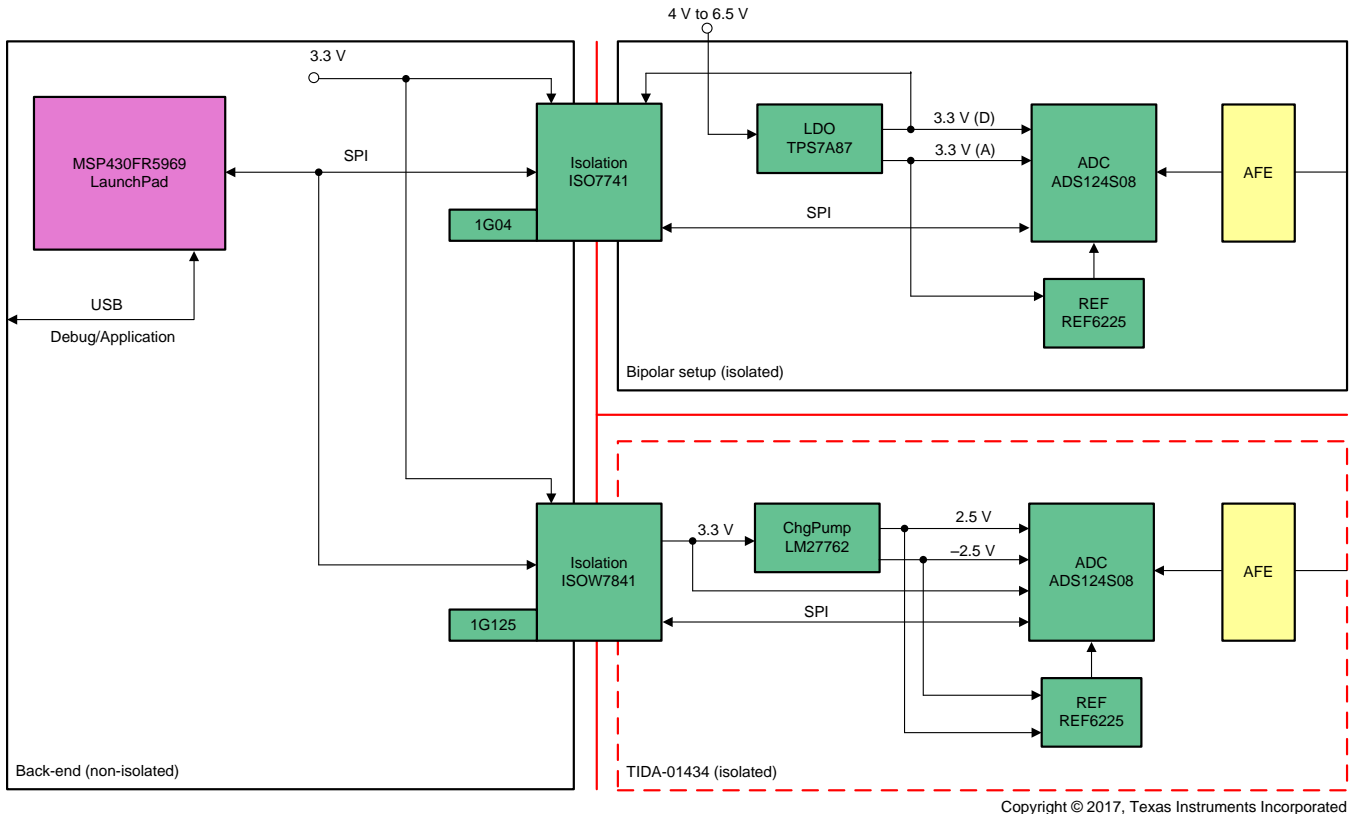 4 V to 6.5 V
3.3 V
MSP430FR5969
LaunchPad
SPI
USB
Debug/Application
Isolation
ISO7741
1G04
LDO
TPS7A87
3.3 V (D)
3.3 V (A)
SPI
ADC
ADS124S08
AFE
REF
REF6225
Bipolar setup (isolated)
Isolation
ISOW7841
1G125
3.3 V
ChgPump
LM27762
2.5 V
–2.5 V
SPI
ADC
ADS124S08
AFE
REF
REF6225
Back-end (non-isolated)
TIDA-01434 (isolated)
Copyright © 2017, Texas Instruments Incorporated